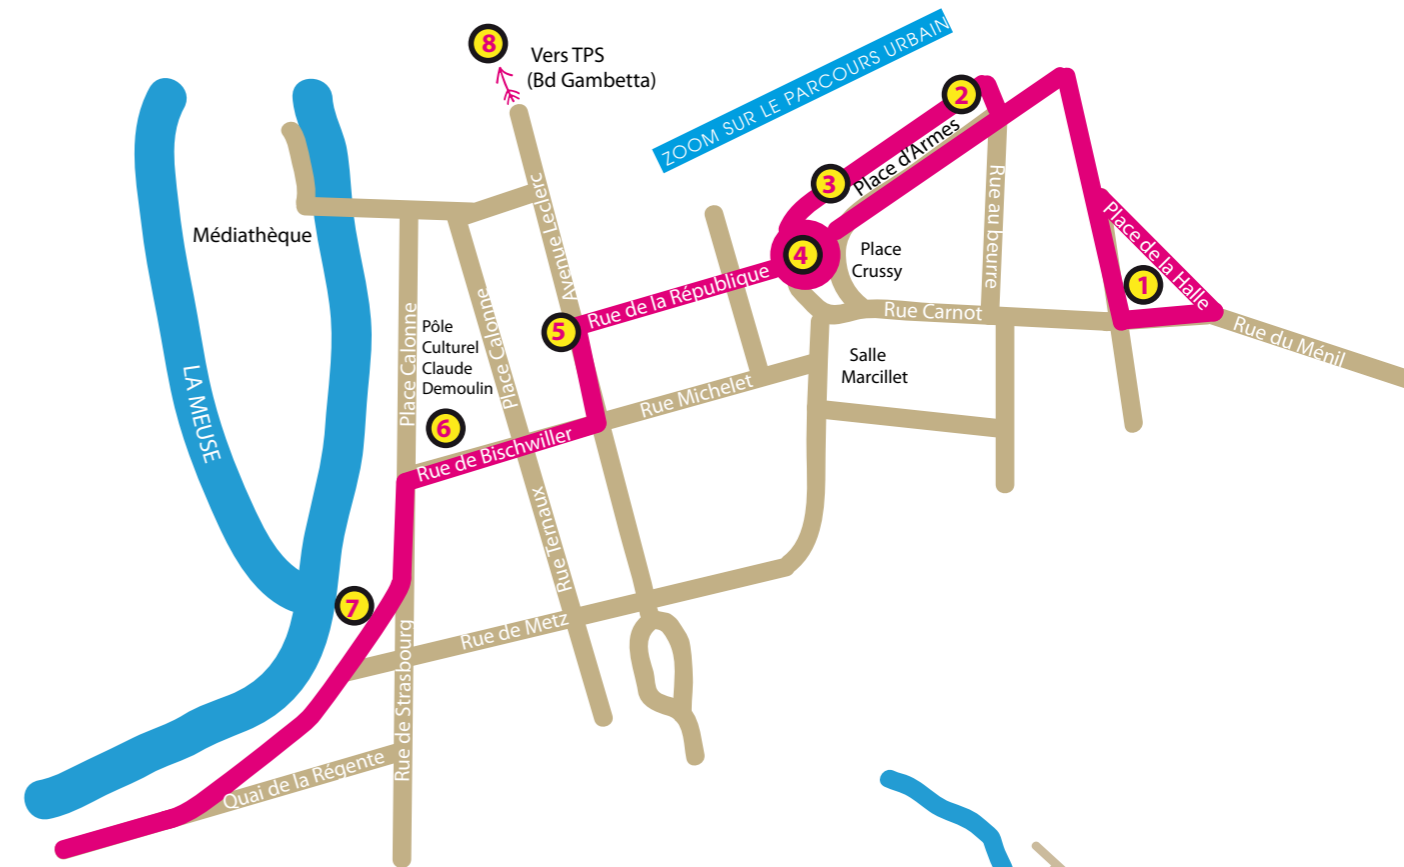 8
Vers TPS
(Bd Gambetta)
ZOOM SUR LE PARCOURS URBAIN
2
3
Place d'Armes
Rue au beurre
Place de la Halle
1
Rue du Ménil
Médiathèque
Avenue Leclerc
4
Place
Crussy
Rue Carnot
Rue de la République
5
Place Calonne
Pôle
Culturel
Claude
Demoulin
Place Calonne
Salle
Marcillet
Rue Michelet
LA MEUSE
6
Rue de Bischwiller
Rue Ternaux
7
Rue de Metz
Rue de Strasbourg
Quai de la Régente